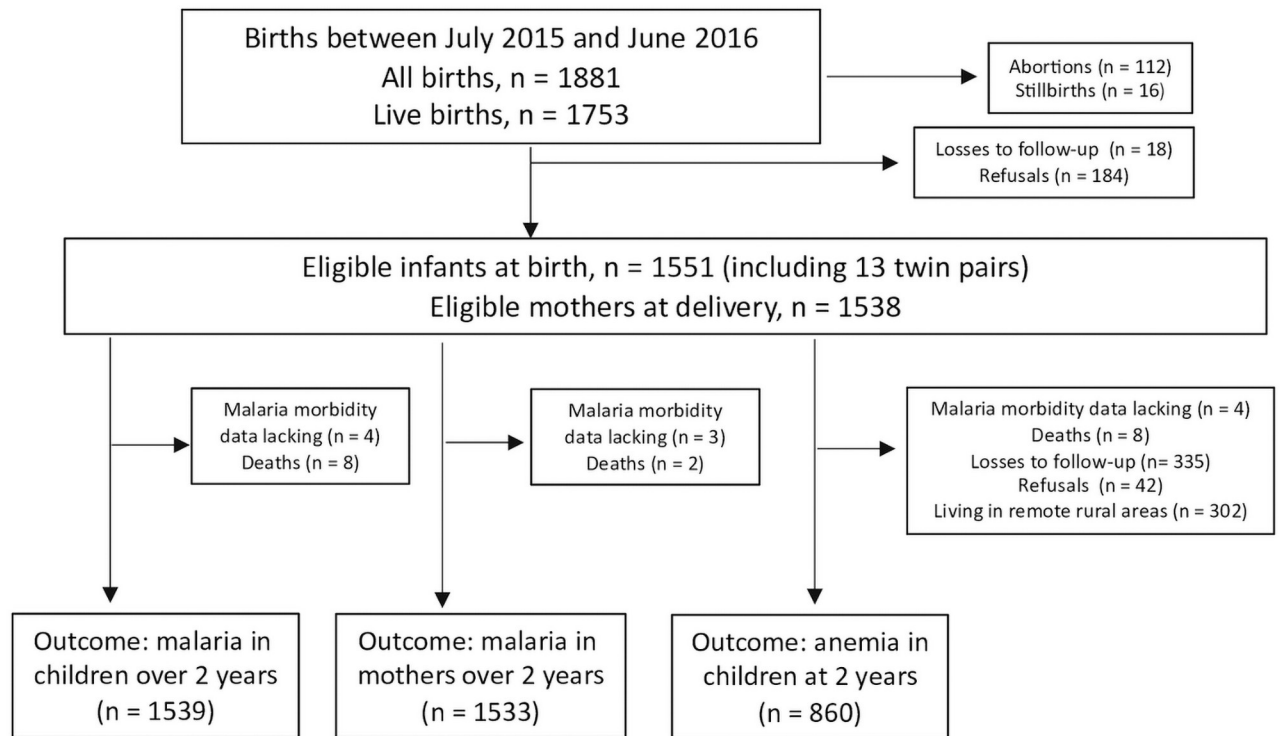 Births between July 2015 and June 2016
All births, n = 1881
Live births, n = 1753
Abortions (n = 112)
Stillbirths (n = 16)
Losses to follow-up (n = 18)
Refusals (n = 184)
Eligible infants at birth, n = 1551 (including 13 twin pairs)
Eligible mothers at delivery, n = 1538
Malaria morbidity
data lacking (n = 4)
Deaths (n = 8)
Malaria morbidity
data lacking (n = 3)
Deaths (n = 2)
Malaria morbidity data lacking (n = 4)
Deaths (n = 8)
Losses to follow-up (n= 335)
Refusals (n = 42)
Living in remote rural areas (n = 302)
Outcome: malaria in
children over 2 years
(n = 1539)
Outcome: malaria in
mothers over 2 years
(n = 1533)
Outcome: anemia in
children at 2 years
(n = 860)